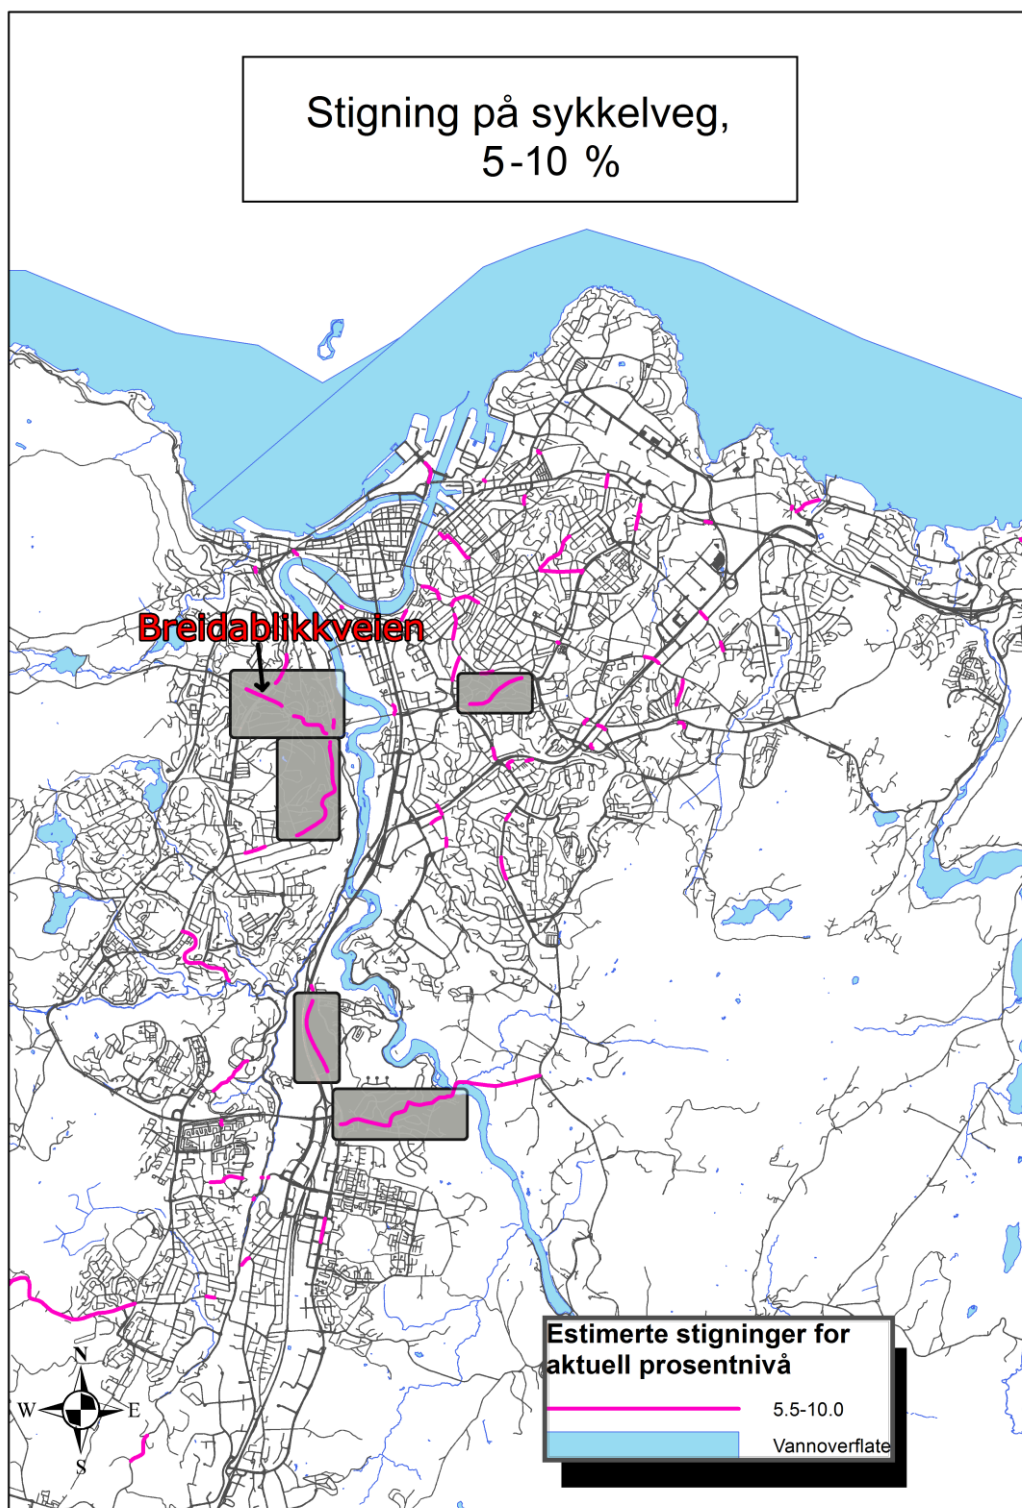 Stigning på sykkelveg,
5-10 %
Breidablikkveien
Estimerte stigninger for
aktuell prosentnivå
5.5-10.0
Vannoverflate
N
W E
S